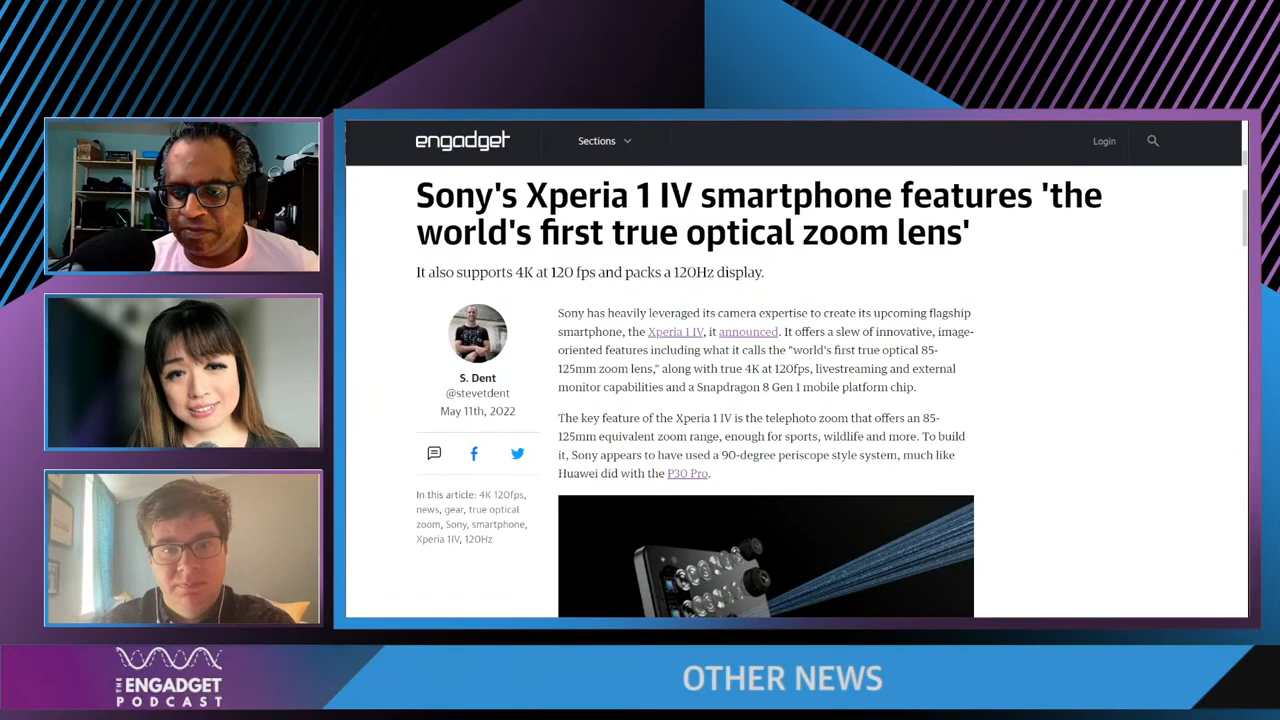 engadget
Sections
Login
Sony's Xperia 1 IV smartphone features 'the
world's first true optical zoom lens'
It also supports 4K at 120 fps and packs a 120Hz display.
S. Dent
@stevetdent
May 11th, 2022
In this article: 4K 120fps,
news, gear, true optical
zoom, Sony, smartphone,
Xperia 1IV, 120Hz
Sony has heavily leveraged its camera expertise to create its upcoming flagship
smartphone, the Xperia 1 IV, it announced. It offers a slew of innovative, image-
oriented features including what it calls the "world's first true optical 85-
125mm zoom lens," along with true 4K at 120fps, livestreaming and external
monitor capabilities and a Snapdragon 8 Gen 1 mobile platform chip.
The key feature of the Xperia 1 IV is the telephoto zoom that offers an 85-
125mm equivalent zoom range, enough for sports, wildlife and more. To build
it, Sony appears to have used a 90-degree periscope style system, much like
Huawei did with the P30 Pro.
THE
ENGADGET
PODCAST
OTHER NEWS